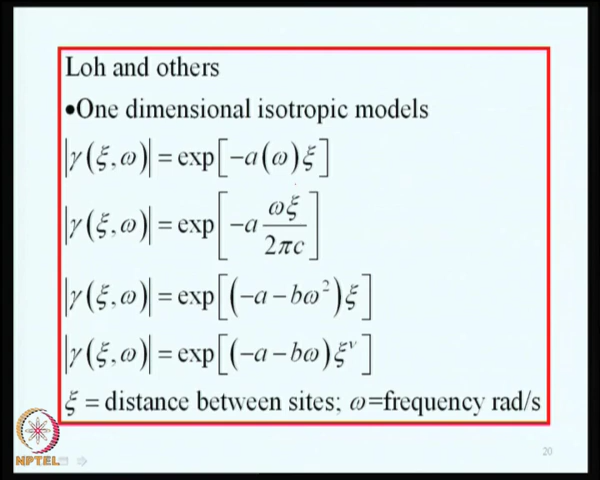 Loh and others
•One dimensional isotropic models
|γ(ξ,ω)| = exp[−a(ω)ξ]
|γ(ξ,ω)| = exp[−a ωξ/2πc]
|γ(ξ,ω)| = exp[(−a−bω²)ξ]
|γ(ξ,ω)| = exp[(−a−bω)ξ^ν]
ξ = distance between sites; ω=frequency rad/s
NPTEL
20